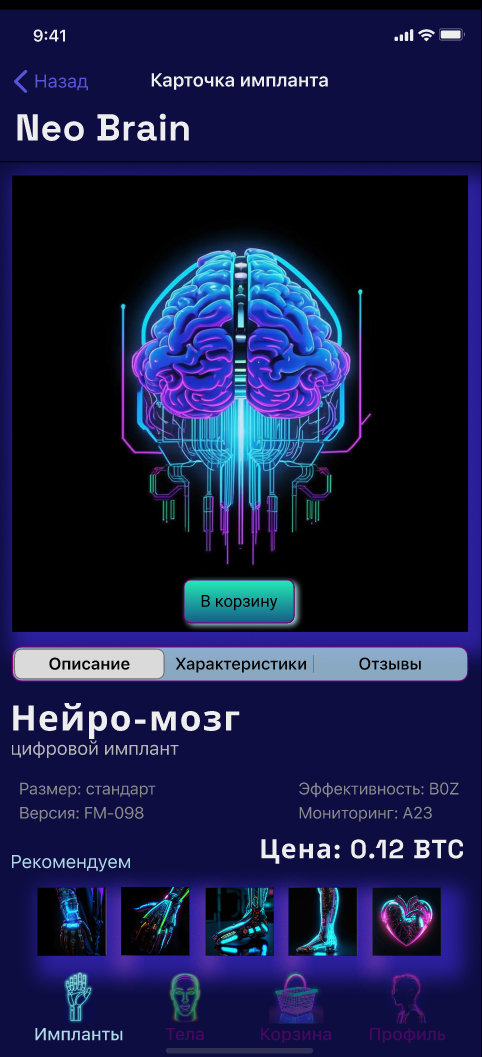 9:41
Назад
Карточка импланта
Neo Brain
В корзину
Описание
Характеристики
Отзывы
Нейро-мозг
цифровой имплант
Размер: стандарт
Эффективность: B0Z
Версия: FM-098
Мониторинг: A23
Цена: 0.12 BTC
Рекомендуем
Импланты
Тела
Корзина
Профиль